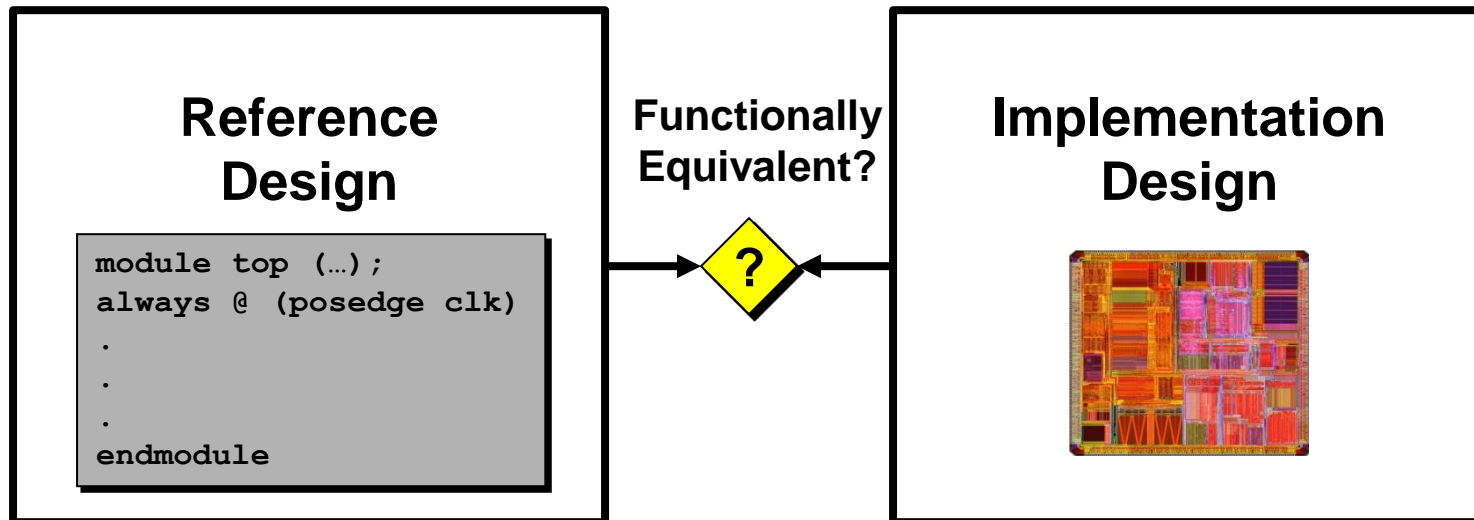 Reference
Design
module top (…);
always @ (posedge clk)
.
.
.
endmodule
Functionally
Equivalent?
?
Implementation
Design